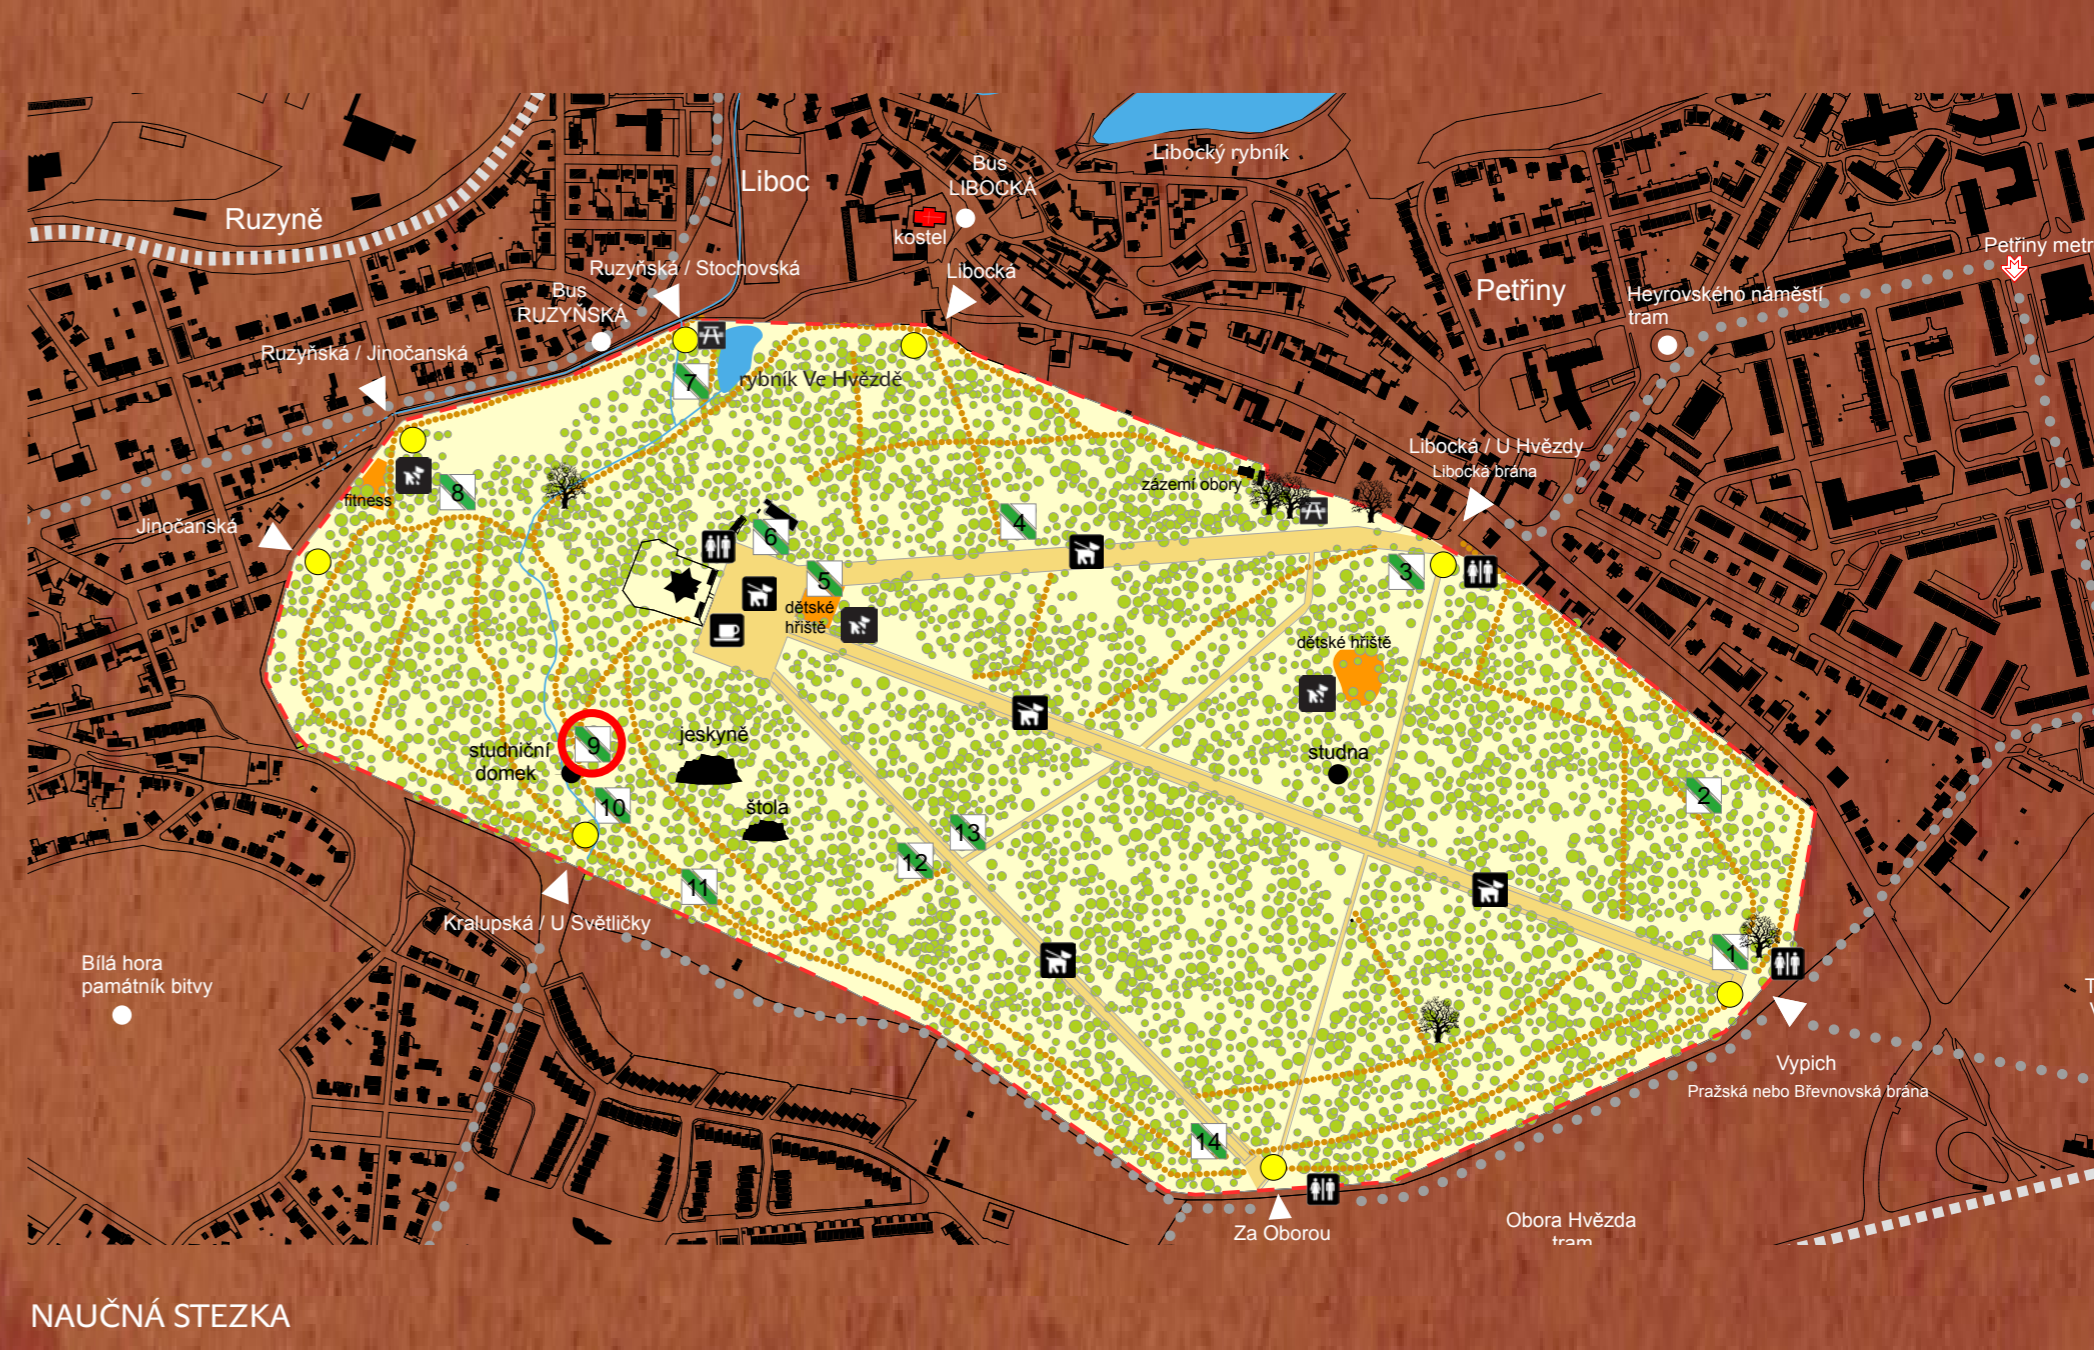 Liboc
Bus
LIBOCKÁ
Libocký rybník
Ruzyně
kostel
Petřiny metr
Ruzyňská / Stochovská
Libocká
Bus
RUZYŇSKÁ
Petřiny
Heyrovského náměstí
tram
Ruzyňská / Jinočanská
7
rybník Ve Hvězdě
Libocká / U Hvězdy
Libocká brána
8
fitness
zázemí obory
Jinočanská
4
6
5
3
dětské
hřiště
dětské hřiště
9
jeskyně
studniční
domek
studna
2
10
štola
13
12
11
Kralupská / U Světličky
1
Bílá hora
památník bitvy
T
V
Vypich
Pražská nebo Břevnovská brána
14
Za Oborou
Obora Hvězda
tram
NAUČNÁ STEZKA